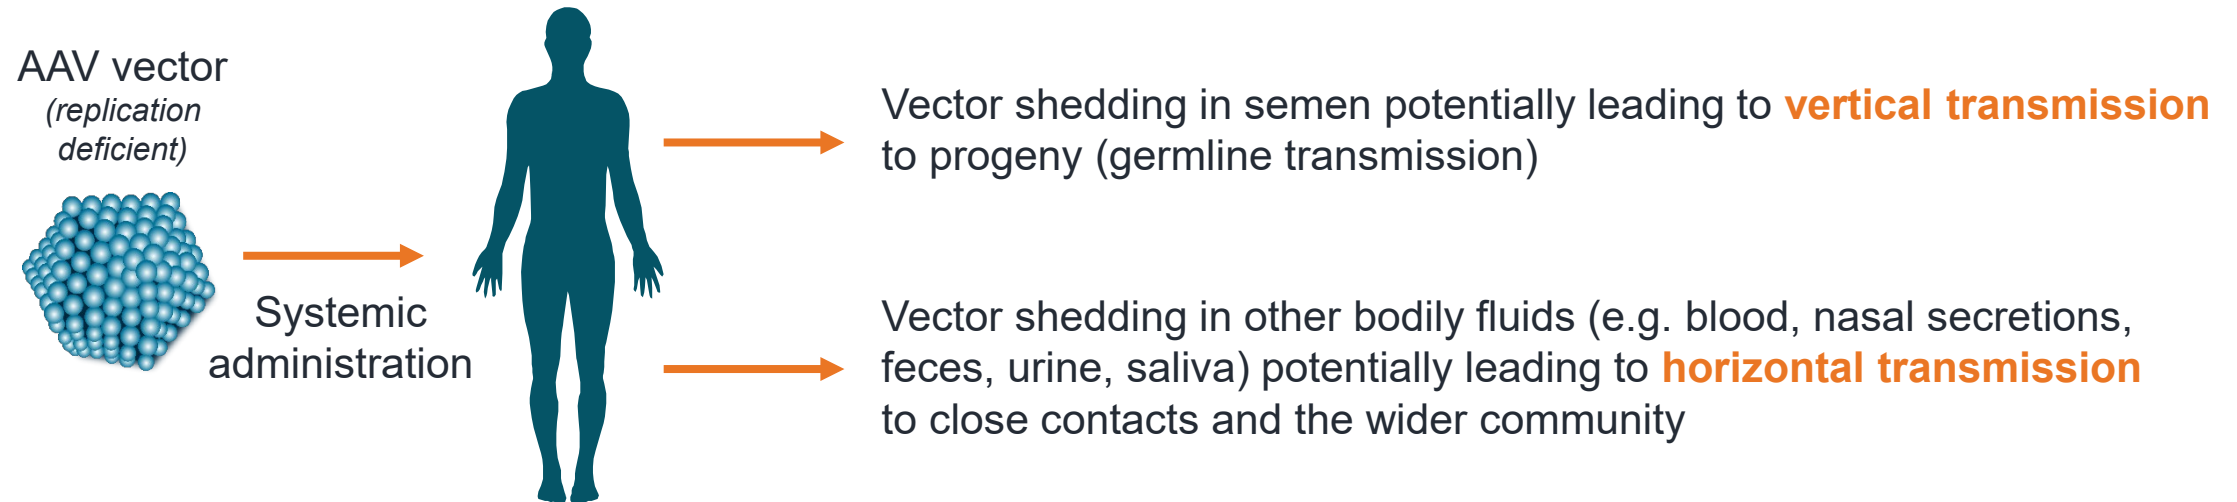 AAV vector
(replication
deficient)
Systemic
administration
Vector shedding in semen potentially leading to vertical transmission
to progeny (germline transmission)
Vector shedding in other bodily fluids (e.g. blood, nasal secretions,
feces, urine, saliva) potentially leading to horizontal transmission
to close contacts and the wider community